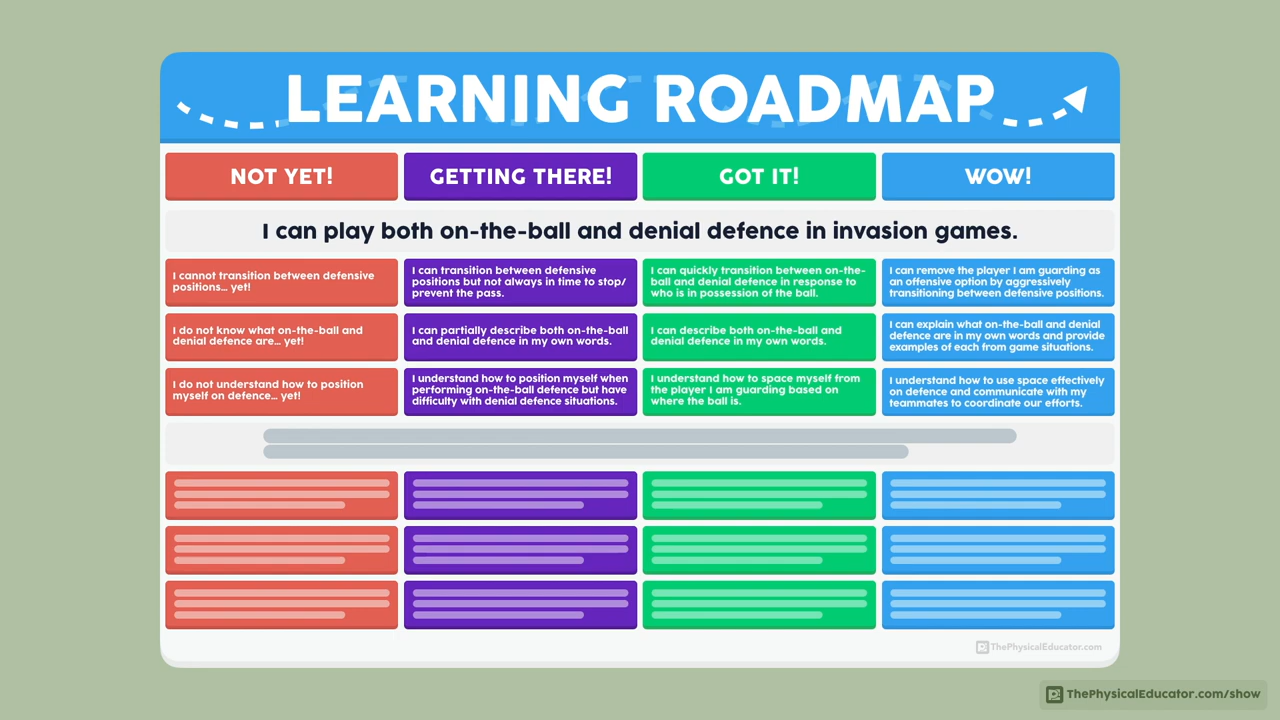 LEARNING ROADMAP
NOT YET!
GETTING THERE!
GOT IT!
WOW!
I can play both on-the-ball and denial defence in invasion games.
I cannot transition between defensive
positions... yet!
I can transition between defensive
positions but not always in time to stop/
prevent the pass.
I can quickly transition between on-the-
ball and denial defence in response to
who is in possession of the ball.
I can remove the player I am guarding as
an offensive option by aggressively
transitioning between defensive positions.
I do not know what on-the-ball and
denial defence are... yet!
I can partially describe both on-the-ball
and denial defence in my own words.
I can describe both on-the-ball and
denial defence in my own words.
I can explain what on-the-ball and denial
defence are in my own words and provide
examples of each from game situations.
I do not understand how to position
myself on defence... yet!
I understand how to position myself when
performing on-the-ball defence but have
difficulty with denial defence situations.
I understand how to space myself from
the player I am guarding based on
where the ball is.
I understand how to use space effectively
on defence and communicate with my
teammates to coordinate our efforts.
ThePhysicalEducator.com
ThePhysicalEducator.com/show